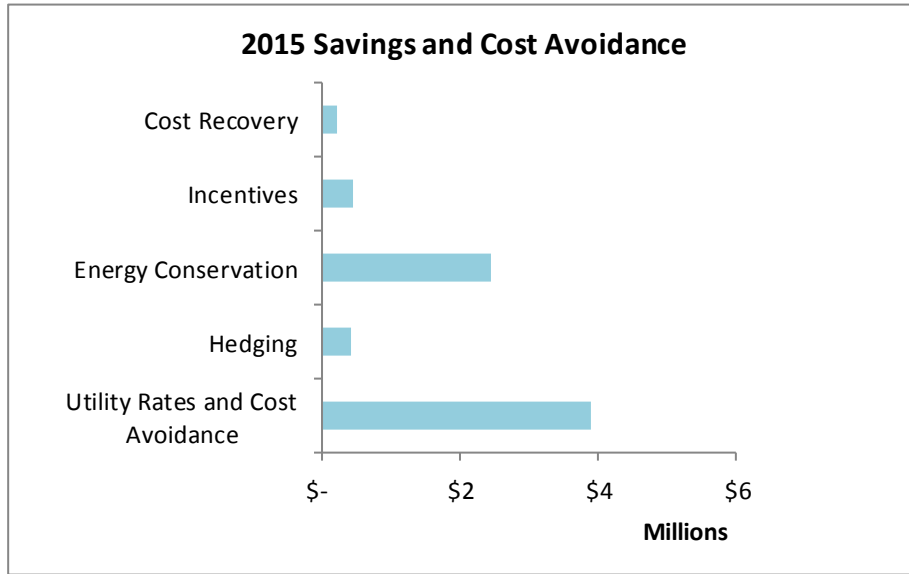 2015 Savings and Cost Avoidance
Cost Recovery
Incentives
Energy Conservation
Hedging
Utility Rates and Cost
Avoidance
$- $2 $4 $6
Millions